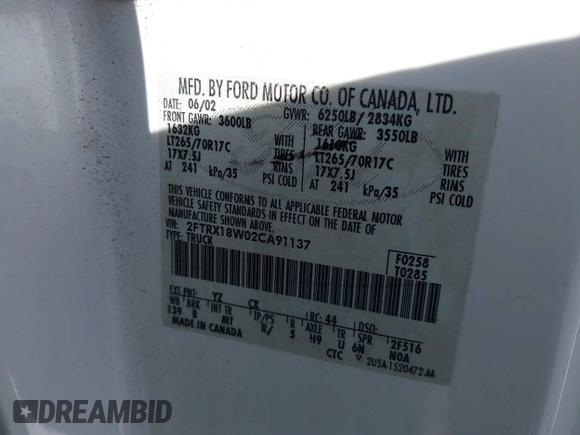 MFD. BY FORD MOTOR CO. OF CANADA, LTD.
DATE: 06/02 GVWR: 6250LB/ 2834KG
FRONT GAWR: 3600LB REAR GAWR: 3550LB
1632KG WITH 1610KG WITH
LT265/70R17C TIRES LT265/70R17C TIRES
17X7.5J RIMS 17X7.5J RIMS
AT 241 kPa/35 PSI COLD AT 241 kPa/35 PSI COLD
THIS VEHICLE CONFORMS TO ALL APPLICABLE FEDERAL MOTOR
VEHICLE SAFETY STANDARDS IN EFFECT ON THE DATE OF MANUFACTURE
SHOWN ABOVE.
VIN: 2FTRX18W02CA91137
TYPE: TRUCK
F0258
T0285
EXT PNT: YZ CX RC: 44 DSO:
WB BRK INT TR TP/PS R AXLE TR SPR 2F516
139 B MT R/ 5 H9 U 6N NOA
MADE IN CANADA CTC 2USA-1520472-AA
DREAMBID